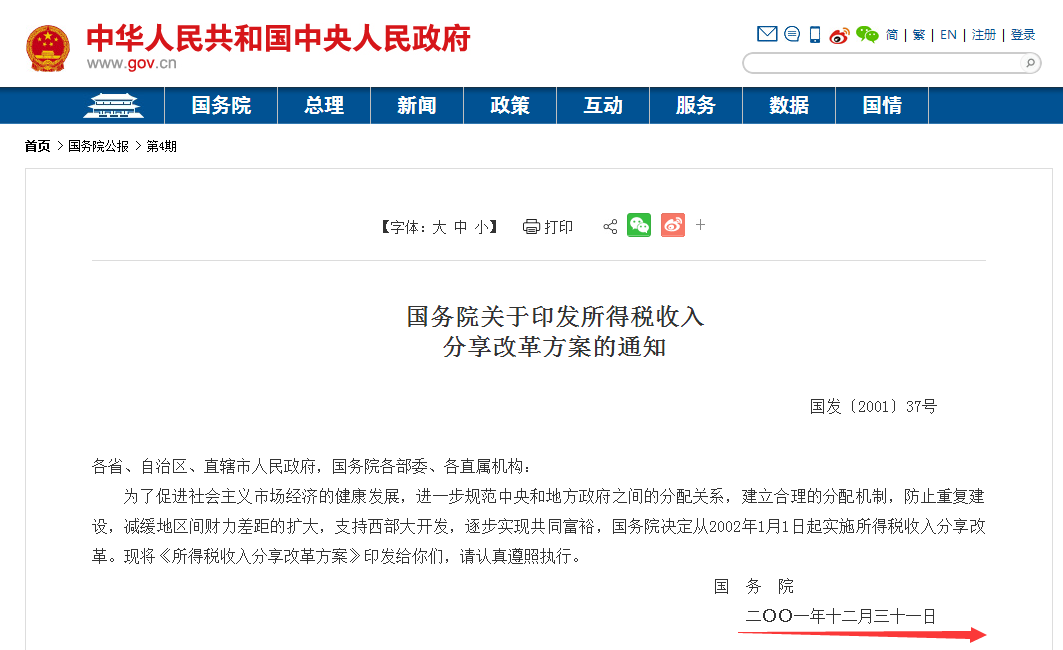 中华人民共和国中央人民政府
www.gov.cn
简 | 繁 | EN | 注册 | 登录
国务院 总理 新闻 政策 互动 服务 数据 国情
首页 > 国务院公报 > 第4期
【字体：大 中 小】 打印 +
国务院关于印发所得税收入
分享改革方案的通知
国发〔2001〕37号
各省、自治区、直辖市人民政府，国务院各部委、各直属机构：
为了促进社会主义市场经济的健康发展，进一步规范中央和地方政府之间的分配关系，建立合理的分配机制，防止重复建
设，减缓地区间财力差距的扩大，支持西部大开发，逐步实现共同富裕，国务院决定从2002年1月1日起实施所得税收入分享改
革。现将《所得税收入分享改革方案》印发给你们，请认真遵照执行。
国 务 院
二〇〇一年十二月三十一日